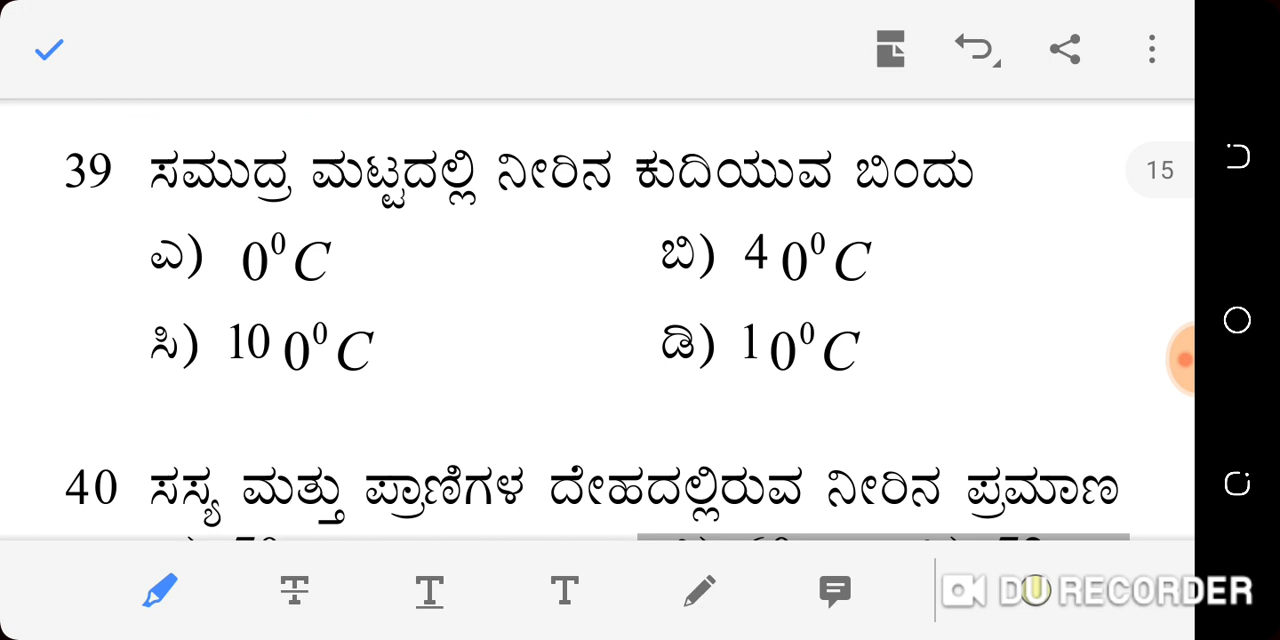 39 ಸಮುದ್ರ ಮಟ್ಟದಲ್ಲಿ ನೀರಿನ ಕುದಿಯುವ ಬಿಂದು
15
ಎ) 0⁰C ಬಿ) 4 0⁰C
ಸಿ) 10 0⁰C ಡಿ) 1 0⁰C
40 ಸಸ್ಯ ಮತ್ತು ಪ್ರಾಣಿಗಳ ದೇಹದಲ್ಲಿರುವ ನೀರಿನ ಪ್ರಮಾಣ
T T T
DU RECORDER